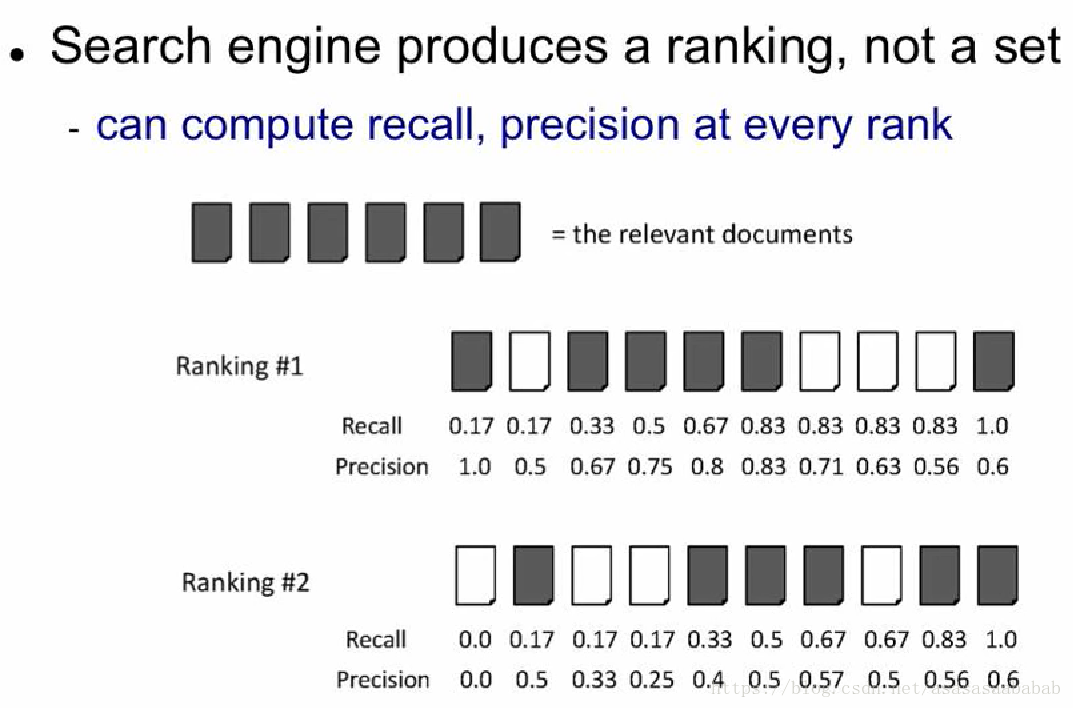 • Search engine produces a ranking, not a set
- can compute recall, precision at every rank
= the relevant documents
Ranking #1
Recall 0.17 0.17 0.33 0.5 0.67 0.83 0.83 0.83 0.83 1.0
Precision 1.0 0.5 0.67 0.75 0.8 0.83 0.71 0.63 0.56 0.6
Ranking #2
Recall 0.0 0.17 0.17 0.17 0.33 0.5 0.67 0.67 0.83 1.0
Precision 0.0 0.5 0.33 0.25 0.4 0.5 0.57 0.5 0.56 0.6